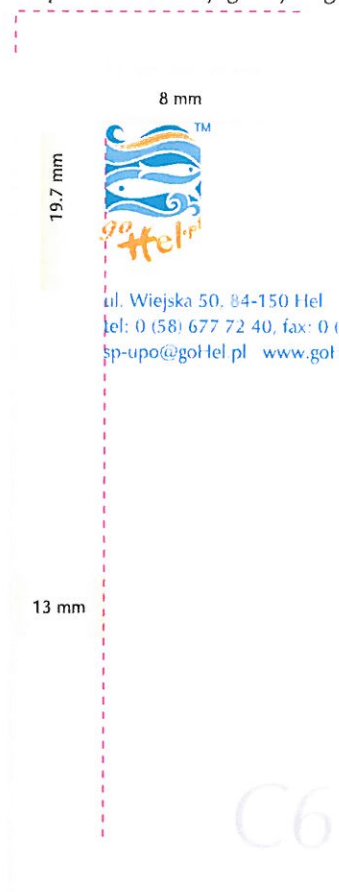 8 mm
TM
19.7 mm
goHel.pl
ul. Wiejska 50, 84-150 Hel
tel: 0 (58) 677 72 40, fax: 0 (
sp-upo@goHel.pl www.goH
13 mm
C6